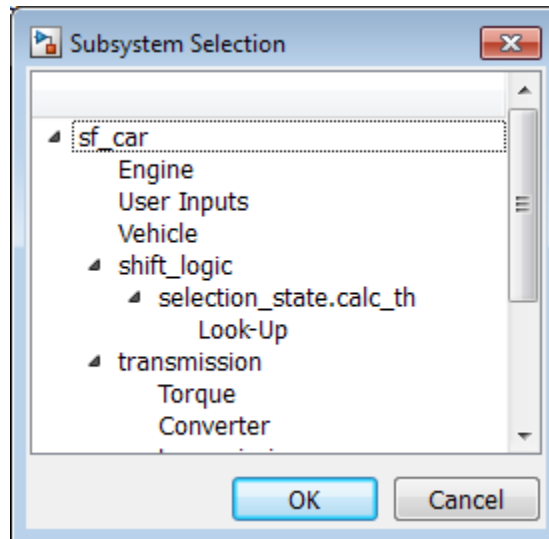 Subsystem Selection
sf_car
Engine
User Inputs
Vehicle
shift_logic
selection_state.calc_th
Look-Up
transmission
Torque
Converter
OK
Cancel